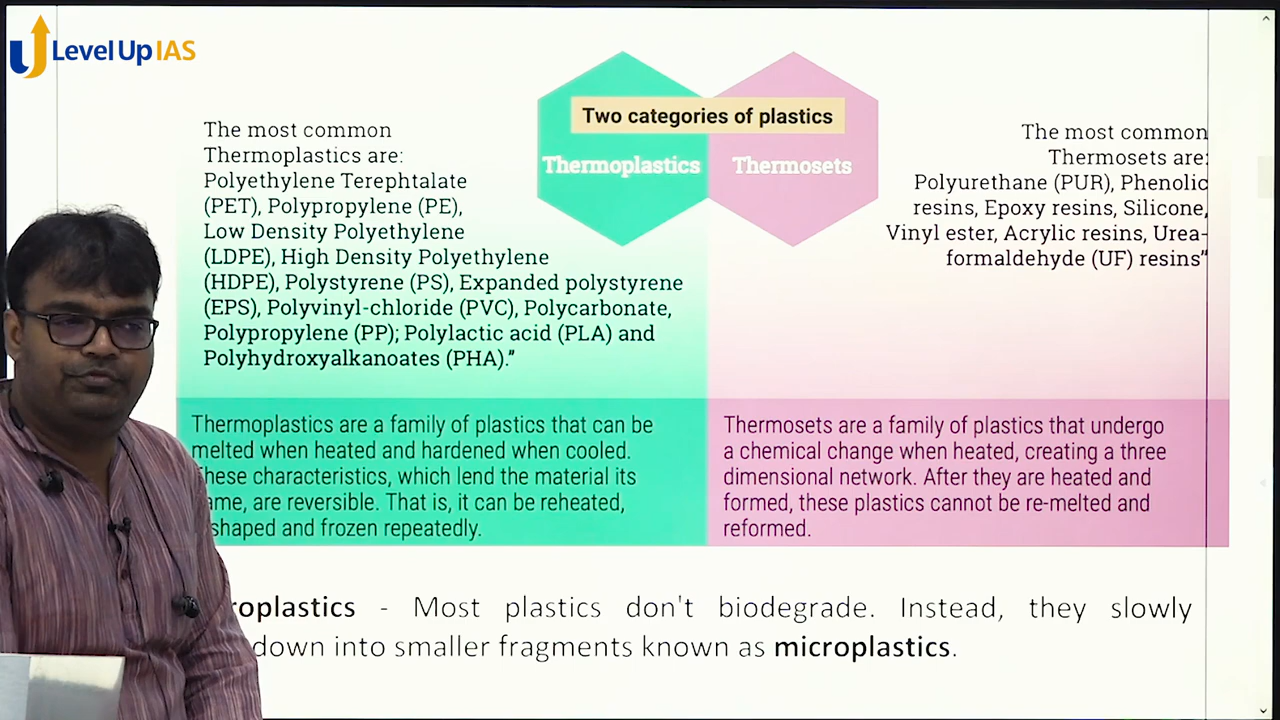 Level Up IAS
Two categories of plastics
Thermoplastics
Thermosets
The most common
Thermoplastics are:
Polyethylene Terephtalate
(PET), Polypropylene (PE),
Low Density Polyethylene
(LDPE), High Density Polyethylene
(HDPE), Polystyrene (PS), Expanded polystyrene
(EPS), Polyvinyl-chloride (PVC), Polycarbonate,
Polypropylene (PP); Polylactic acid (PLA) and
Polyhydroxyalkanoates (PHA).”
The most common
Thermosets are:
Polyurethane (PUR), Phenolic
resins, Epoxy resins, Silicone,
Vinyl ester, Acrylic resins, Urea-
formaldehyde (UF) resins”
Thermoplastics are a family of plastics that can be
melted when heated and hardened when cooled.
hese characteristics, which lend the material its
ame, are reversible. That is, it can be reheated,
shaped and frozen repeatedly.
Thermosets are a family of plastics that undergo
a chemical change when heated, creating a three
dimensional network. After they are heated and
formed, these plastics cannot be re-melted and
reformed.
roplastics - Most plastics don't biodegrade. Instead, they slowly
down into smaller fragments known as microplastics.